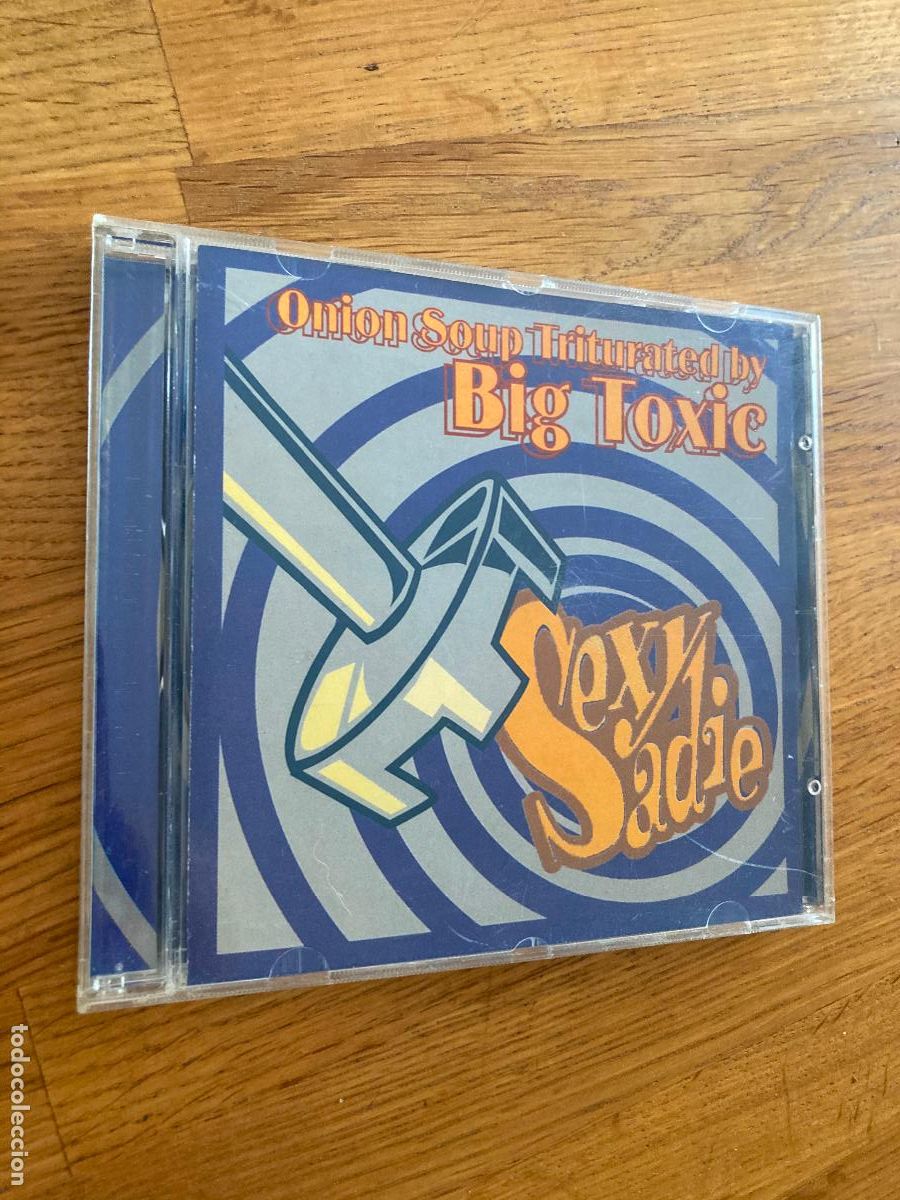 Onion Soup Triturated by
Big Toxic
Sexy
Sadie
todocoleccion